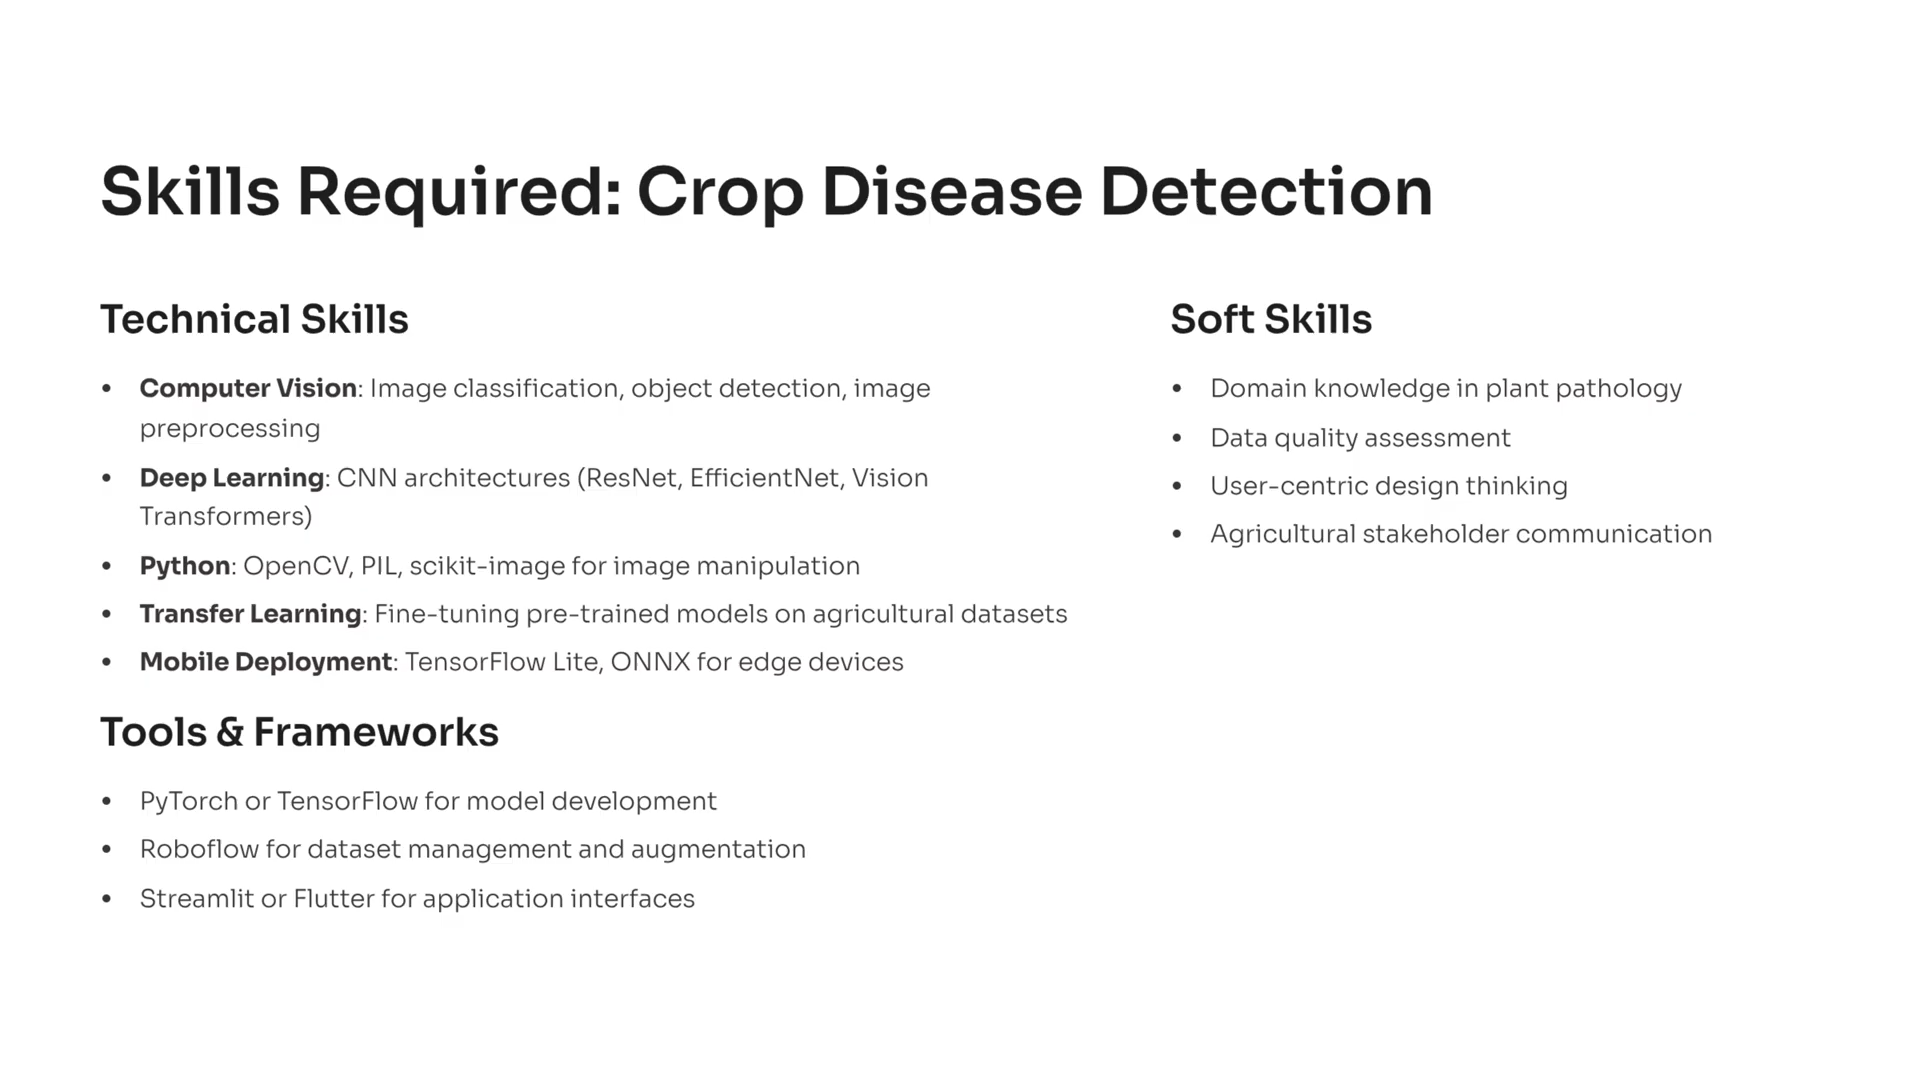 Skills Required: Crop Disease Detection
Technical Skills
• Computer Vision: Image classification, object detection, image
preprocessing
• Deep Learning: CNN architectures (ResNet, EfficientNet, Vision
Transformers)
• Python: OpenCV, PIL, scikit-image for image manipulation
• Transfer Learning: Fine-tuning pre-trained models on agricultural datasets
• Mobile Deployment: TensorFlow Lite, ONNX for edge devices
Tools & Frameworks
• PyTorch or TensorFlow for model development
• Roboflow for dataset management and augmentation
• Streamlit or Flutter for application interfaces
Soft Skills
• Domain knowledge in plant pathology
• Data quality assessment
• User-centric design thinking
• Agricultural stakeholder communication